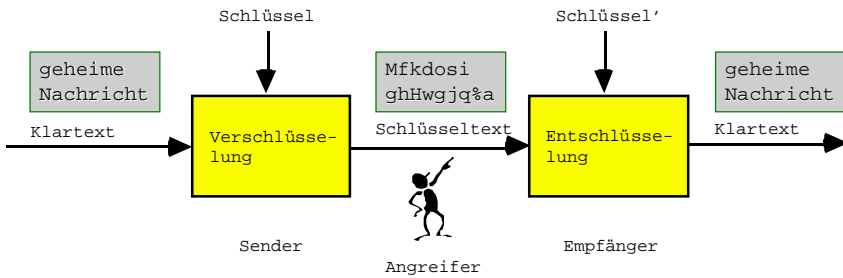 Schlüssel
Schlüssel'
geheime
Nachricht
Mfkdosi
ghHwgjq%a
geheime
Nachricht
Klartext
Verschlüsse-
lung
Schlüsseltext
Entschlüsse-
lung
Klartext
Sender
Angreifer
Empfänger